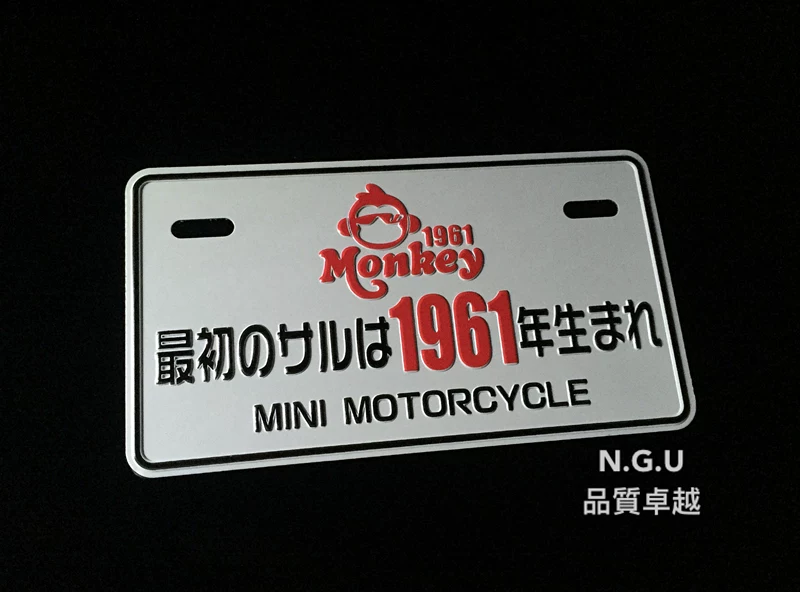 1961
Monkey
最初のサルは1961年生まれ
MINI MOTORCYCLE
N.G.U
品質卓越